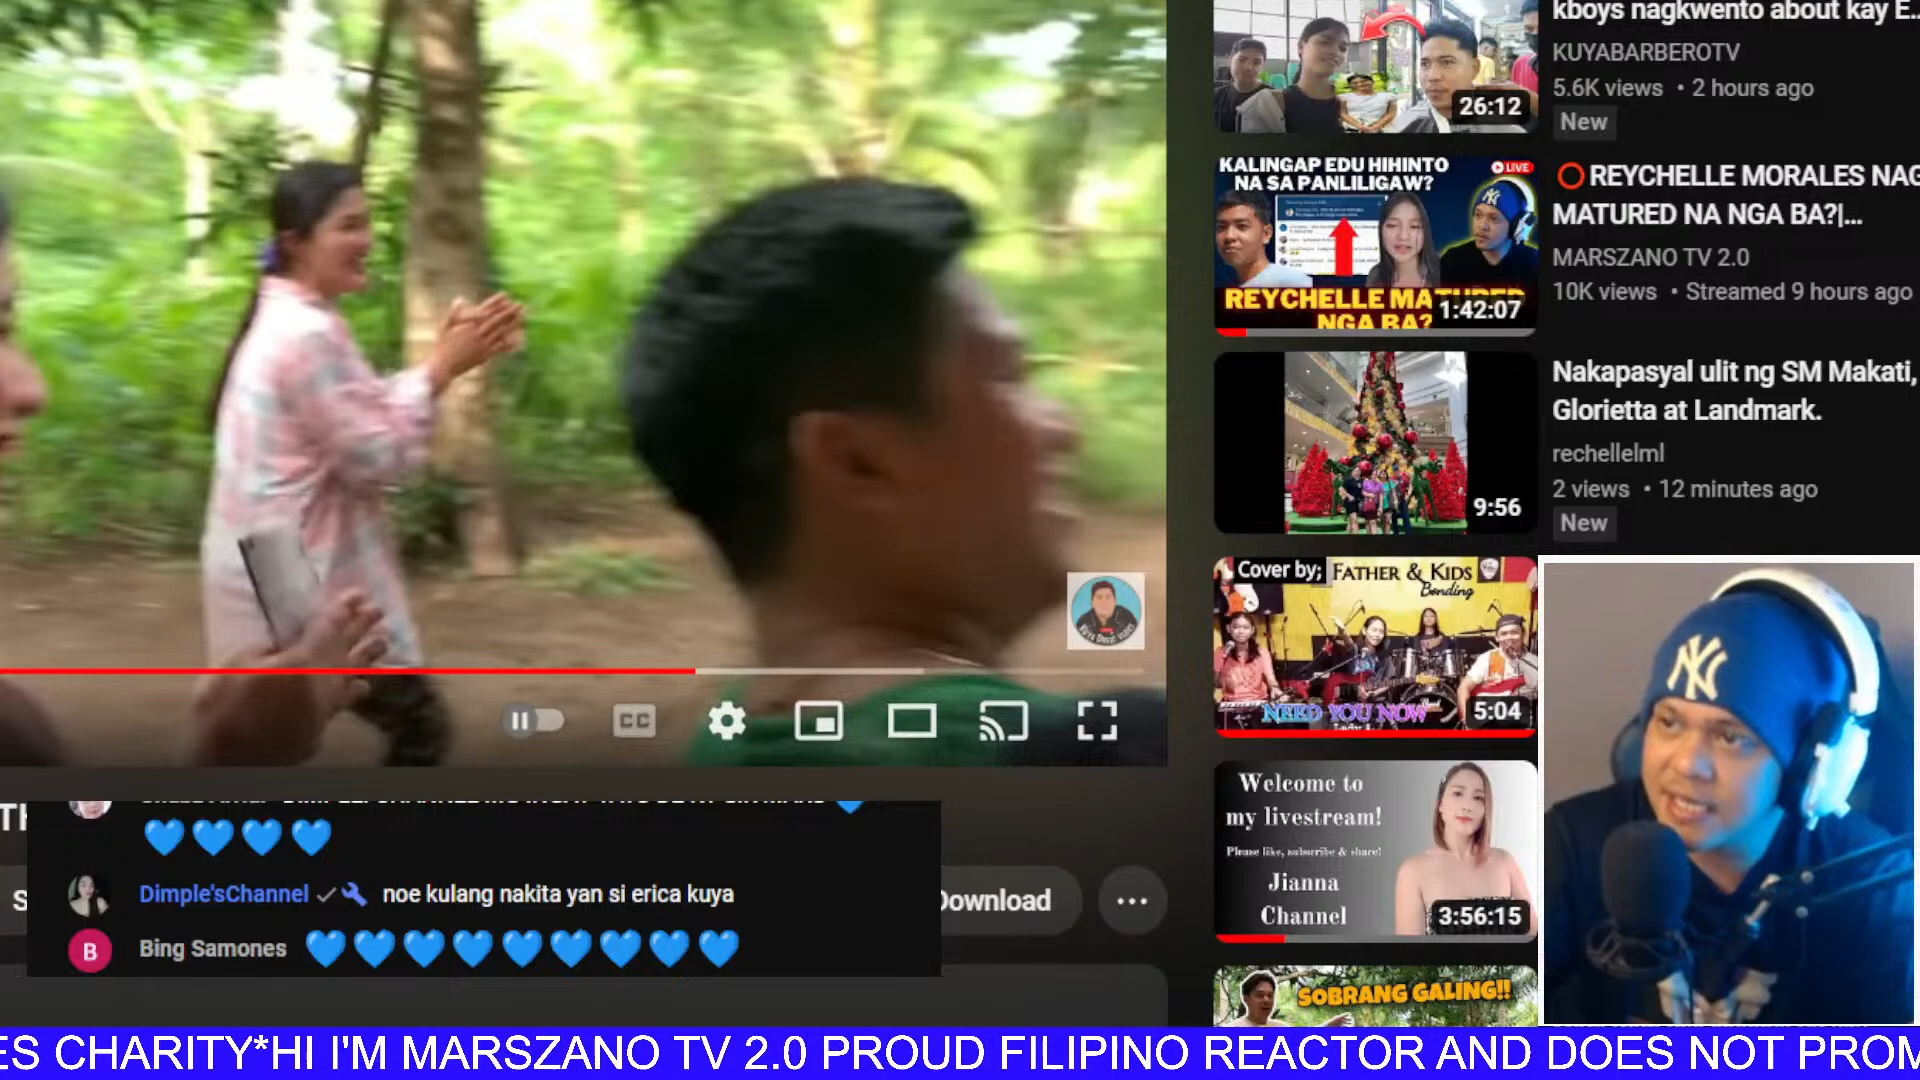 kboys nagkwento about kay E...
KUYABARBEROTV
5.6K views • 2 hours ago
New
26:12
KALINGAP EDU HIHINTO
NA SA PANLILIGAW?
LIVE
REYCHELLE MATURED
NGA BA?
1:42:07
⭕ REYCHELLE MORALES NAG
MATURED NA NGA BA?|...
MARSZANO TV 2.0
10K views • Streamed 9 hours ago
9:56
Nakapasyal ulit ng SM Makati,
Glorietta at Landmark.
rechellelml
2 views • 12 minutes ago
New
Cover by; FATHER & KIDS
Bonding
NEED YOU NOW
5:04
Welcome to
my livestream!
Please like, subscribe & share!
Jianna
Channel
3:56:15
SOBRANG GALING!!
CC
💙
💙💙💙💙
Dimple'sChannel noe kulang nakita yan si erica kuya
B
Bing Samones 💙💙💙💙💙💙💙💙💙
Download
NY
ES CHARITY*HI I'M MARSZANO TV 2.0 PROUD FILIPINO REACTOR AND DOES NOT PROM